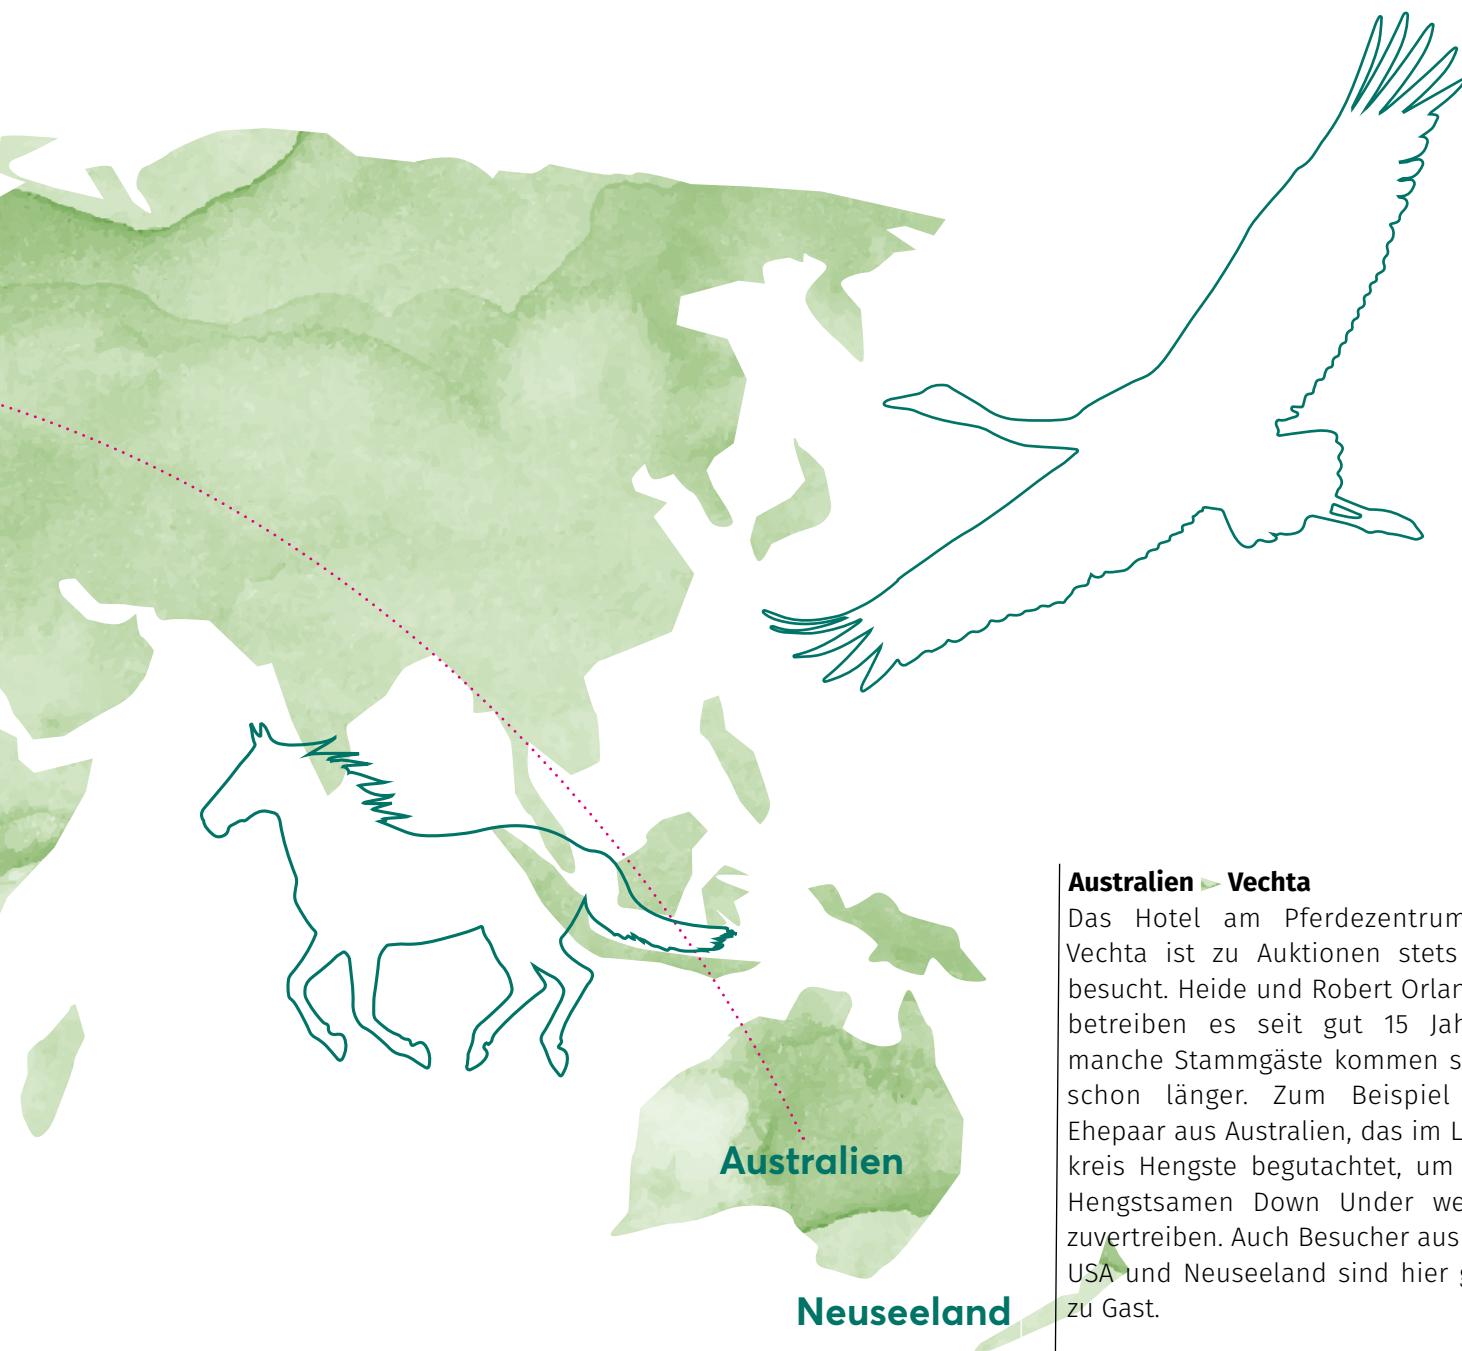 Australien Vechta
Das Hotel am Pferdezentrum
Vechta ist zu Auktionen stets
besucht. Heide und Robert Orlan
betreiben es seit gut 15 Jah
manche Stammgäste kommen s
schon länger. Zum Beispiel
Ehepaar aus Australien, das im L
kreis Hengste begutachtet, um
Hengstsamen Down Under we
zuvertreiben. Auch Besucher aus
USA und Neuseeland sind hier g
zu Gast.
Australien
Neuseeland